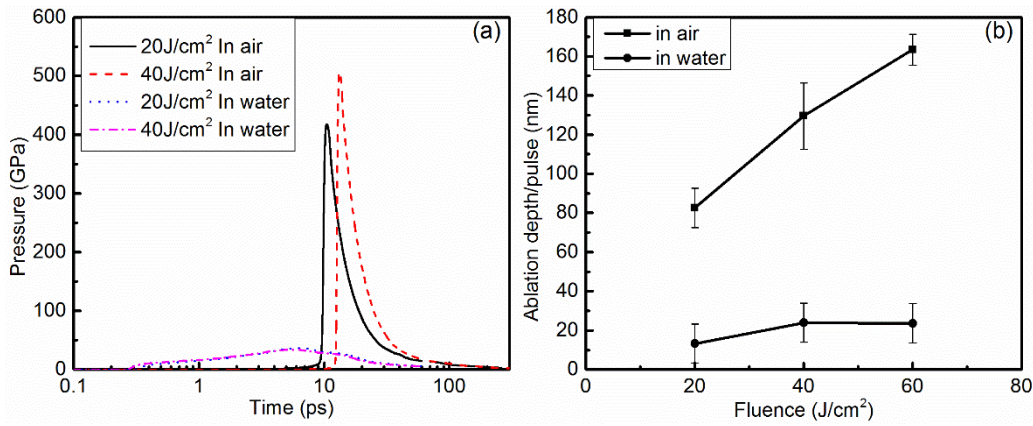 (a)
20J/cm² In air
40J/cm² In air
20J/cm² In water
40J/cm² In water
Pressure (GPa)
600
500
400
300
200
100
0
0.1
1
10
100
Time (ps)
(b)
in air
in water
Ablation depth/pulse (nm)
180
160
140
120
100
80
60
40
20
0
0
20
40
60
80
Fluence (J/cm²)